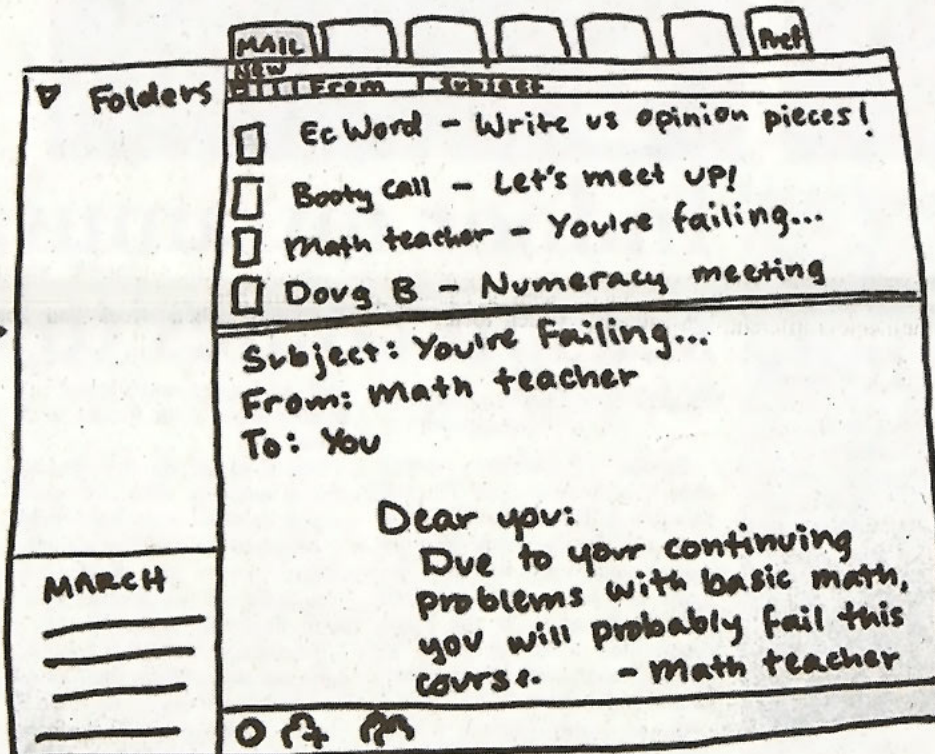 MAIL Pref
New
From Subject
▽ Folders
Ec Word - Write us opinion pieces!
Booty call - Let's meet up!
Math teacher - You're failing...
Doug B - Numeracy meeting
Subject: You're Failing...
From: Math teacher
To: You
Dear you:
Due to your continuing
problems with basic math,
you will probably fail this
course. - Math teacher
MARCH